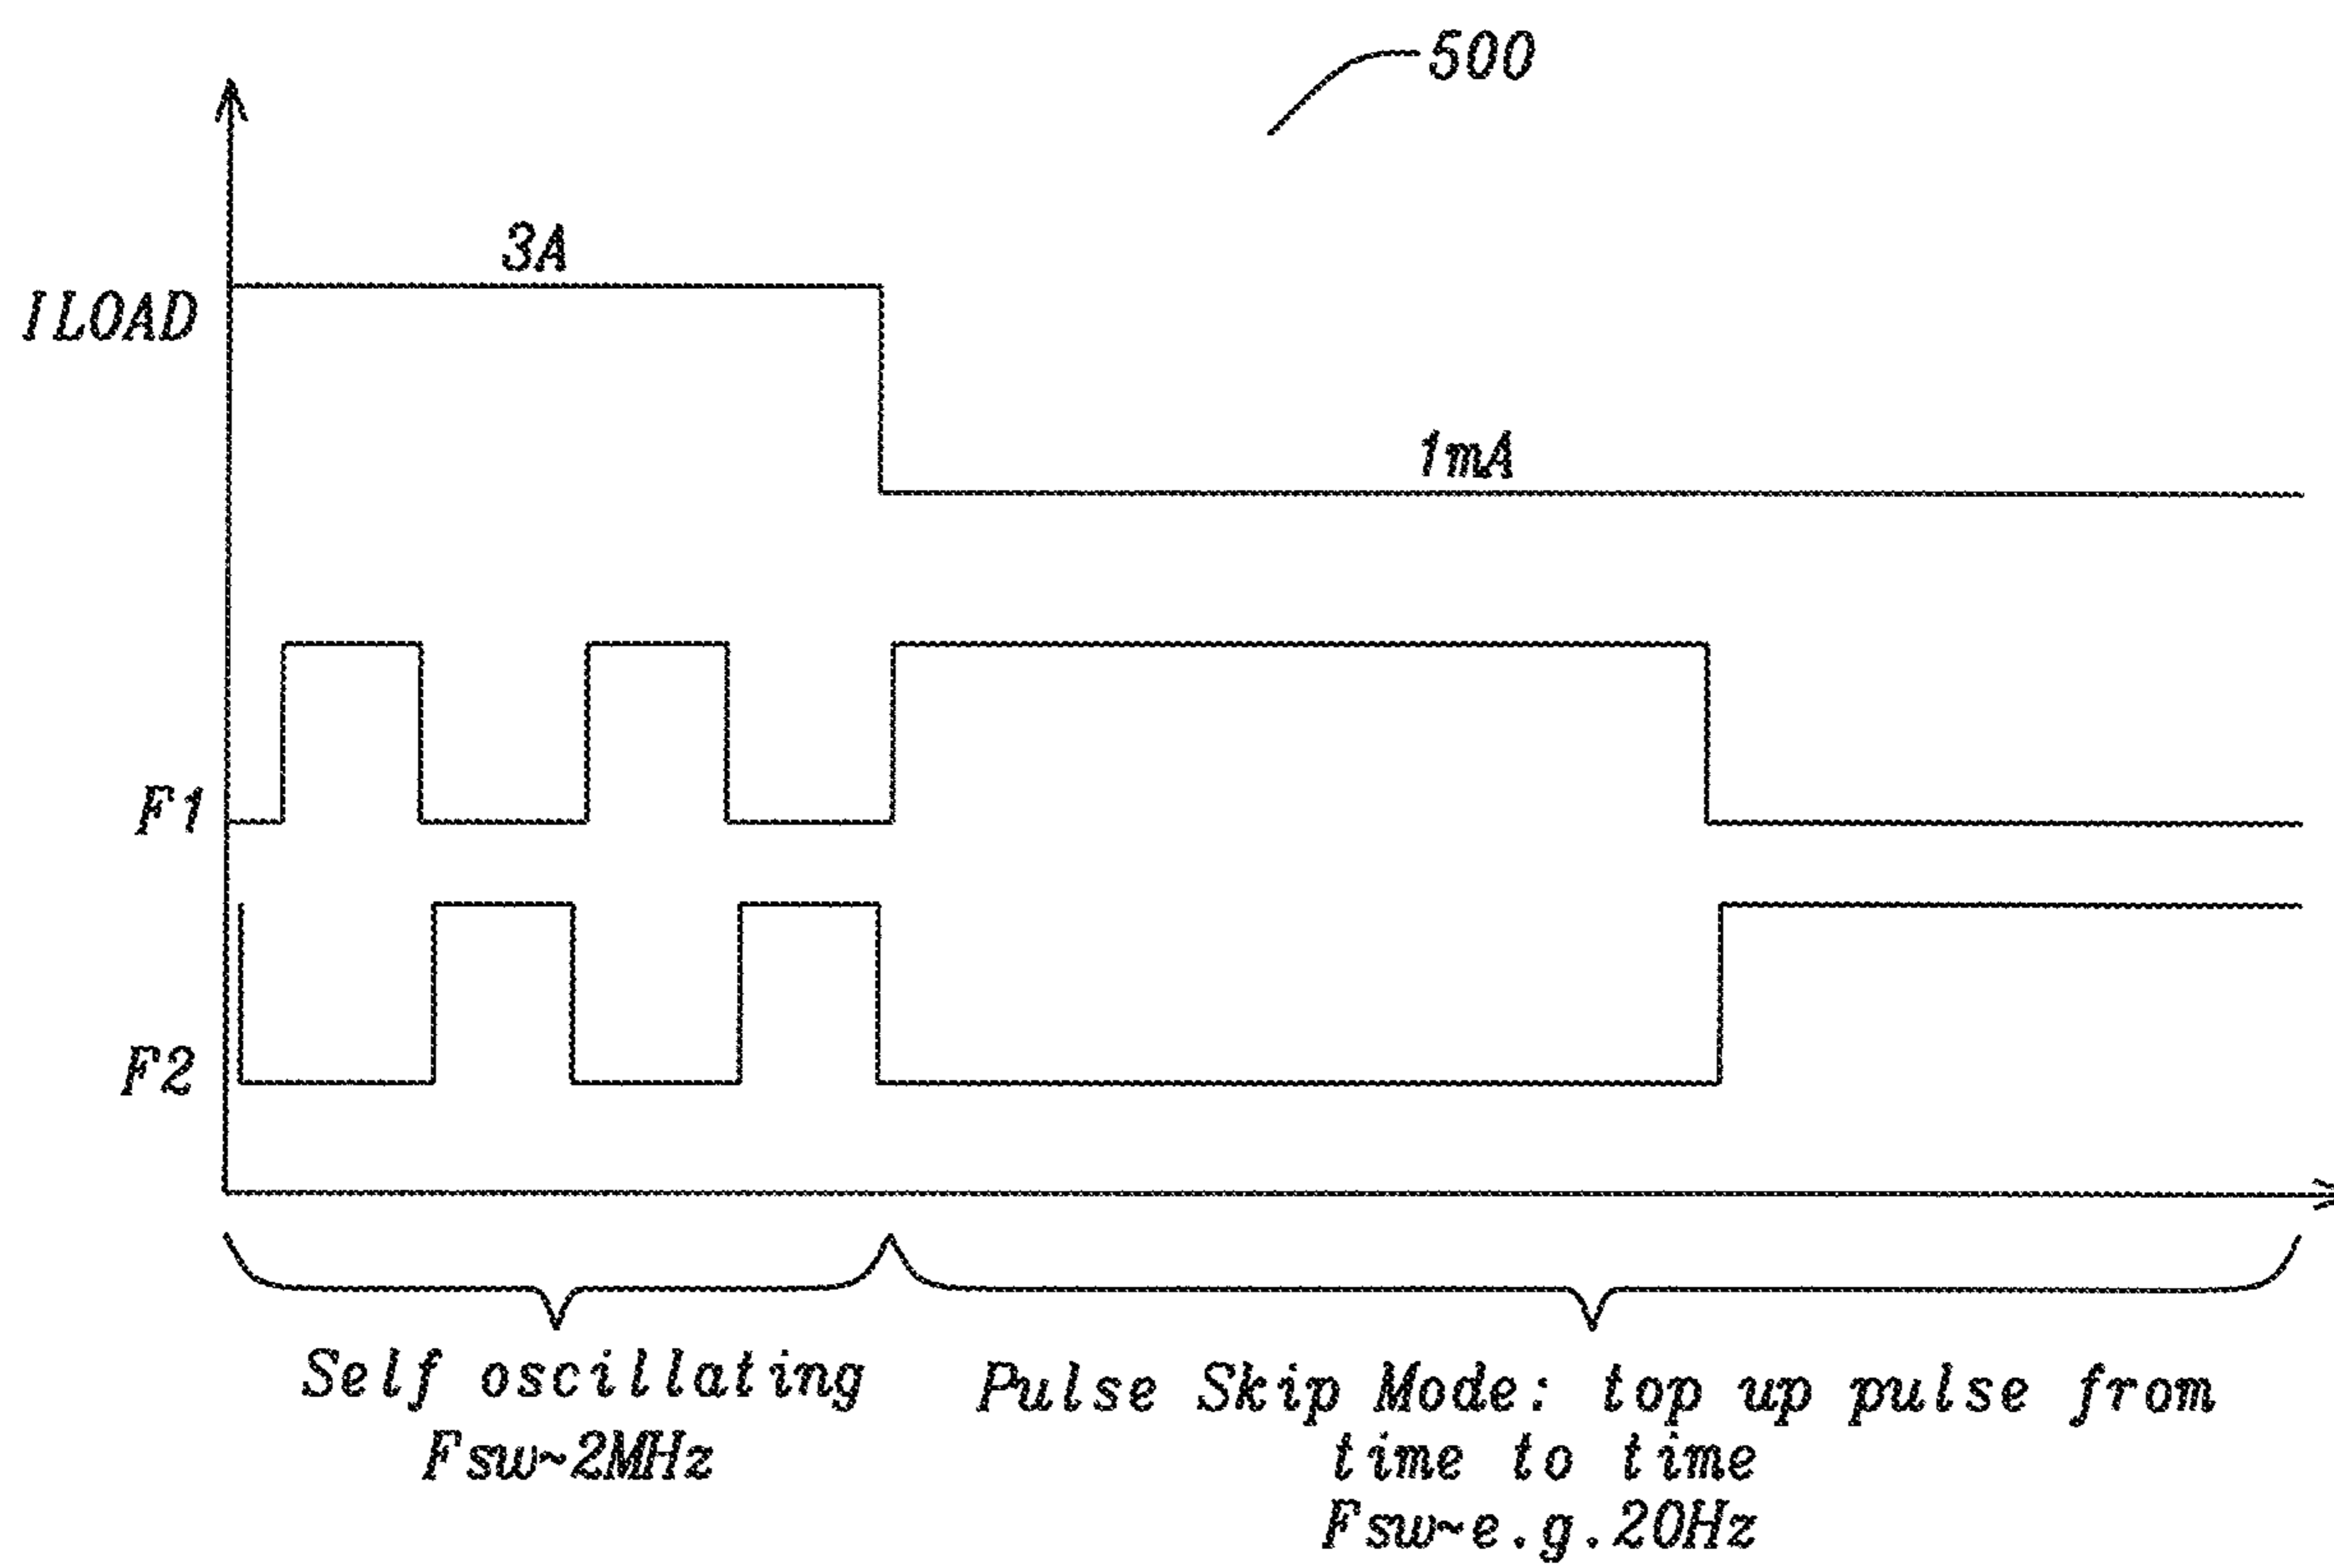 500
3A
ILOAD
1mA
F1
F2
Self oscillating
Fsw~2MHz
Pulse Skip Mode: top up pulse from
time to time
Fsw~e.g.20Hz